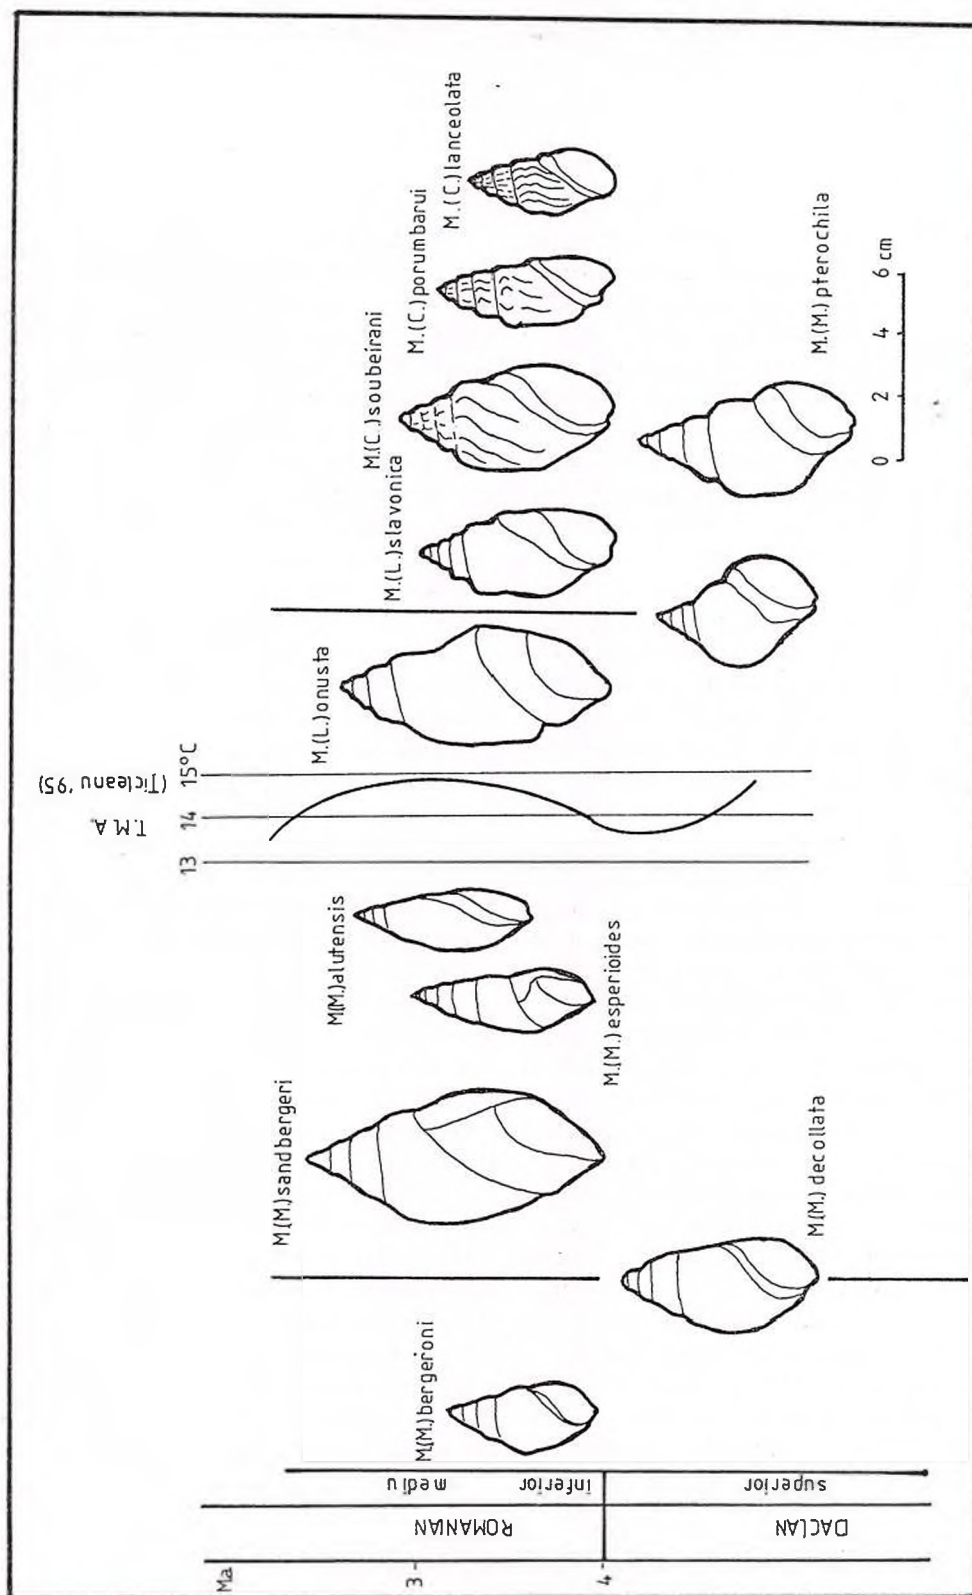 Ma
3
4
ROMANIAN
DACIAN
mediu
inferior
superior
M.(M.) bergeroni
M.(M.) decollata
M.(M.) sandbergeri
M.(M.) esperioides
M.(M.) alutensis
13
14
15°C
T.M.A.
(Țicleanu '95)
M.(L.) onusta
M.(L.) slavonica
M.(C.) soubeirani
M.(C.) porumbarui
M.(C.) lanceolata
M.(M.) pterochila
0 2 4 6 cm